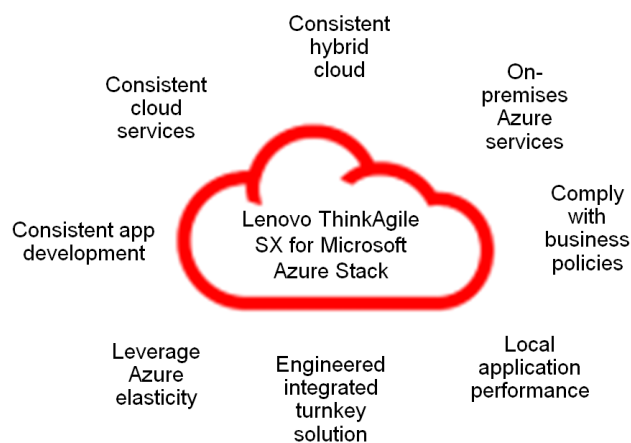 Consistent
hybrid
cloud
On-
premises
Azure
services
Comply
with
business
policies
Local
application
performance
Engineered
integrated
turnkey
solution
Leverage
Azure
elasticity
Consistent app
development
Consistent
cloud
services
Lenovo ThinkAgile
SX for Microsoft
Azure Stack